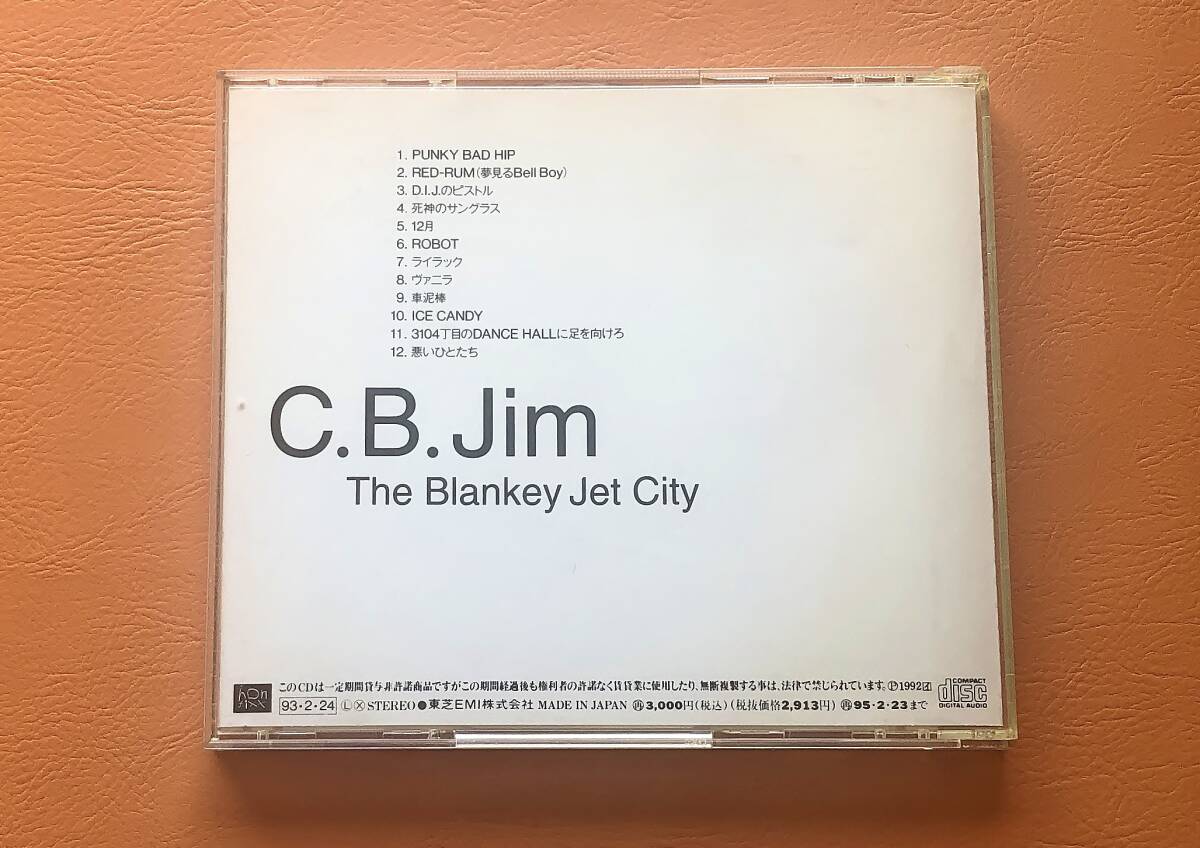 1. PUNKY BAD HIP
2. RED-RUM(夢見るBell Boy)
3. D.I.J.のピストル
4. 死神のサングラス
5. 12月
6. ROBOT
7. ライラック
8. ヴァニラ
9. 車泥棒
10. ICE CANDY
11. 3104丁目のDANCE HALLに足を向けろ
12. 悪いひとたち
C.B.Jim
The Blankey Jet City
このCDは一定期間貸与非許諾商品ですがこの期間経過後も権利者の許諾なく賃貸業に使用したり、無断複製する事は、法律で禁じられています。Ⓟ1992
93・2・24 ⓁⓍ STEREO ●東芝EMI株式会社 MADE IN JAPAN ㊢3,000円(税込)(税抜価格2,913円) ㊢95・2・23まで
COMPACT
disc
DIGITAL AUDIO